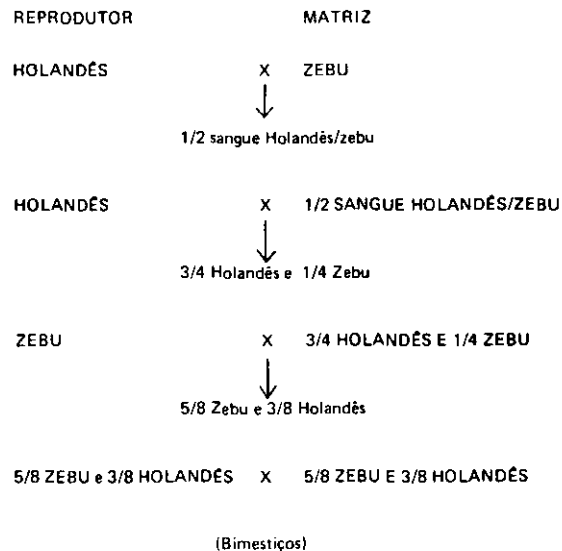 REPRODUTOR MATRIZ
HOLANDÊS X ZEBU
1/2 sangue Holandês/zebu
HOLANDÊS X 1/2 SANGUE HOLANDÊS/ZEBU
3/4 Holandês e 1/4 Zebu
ZEBU X 3/4 HOLANDÊS E 1/4 ZEBU
5/8 Zebu e 3/8 Holandês
5/8 ZEBU e 3/8 HOLANDÊS X 5/8 ZEBU E 3/8 HOLANDÊS
(Bimestiços)